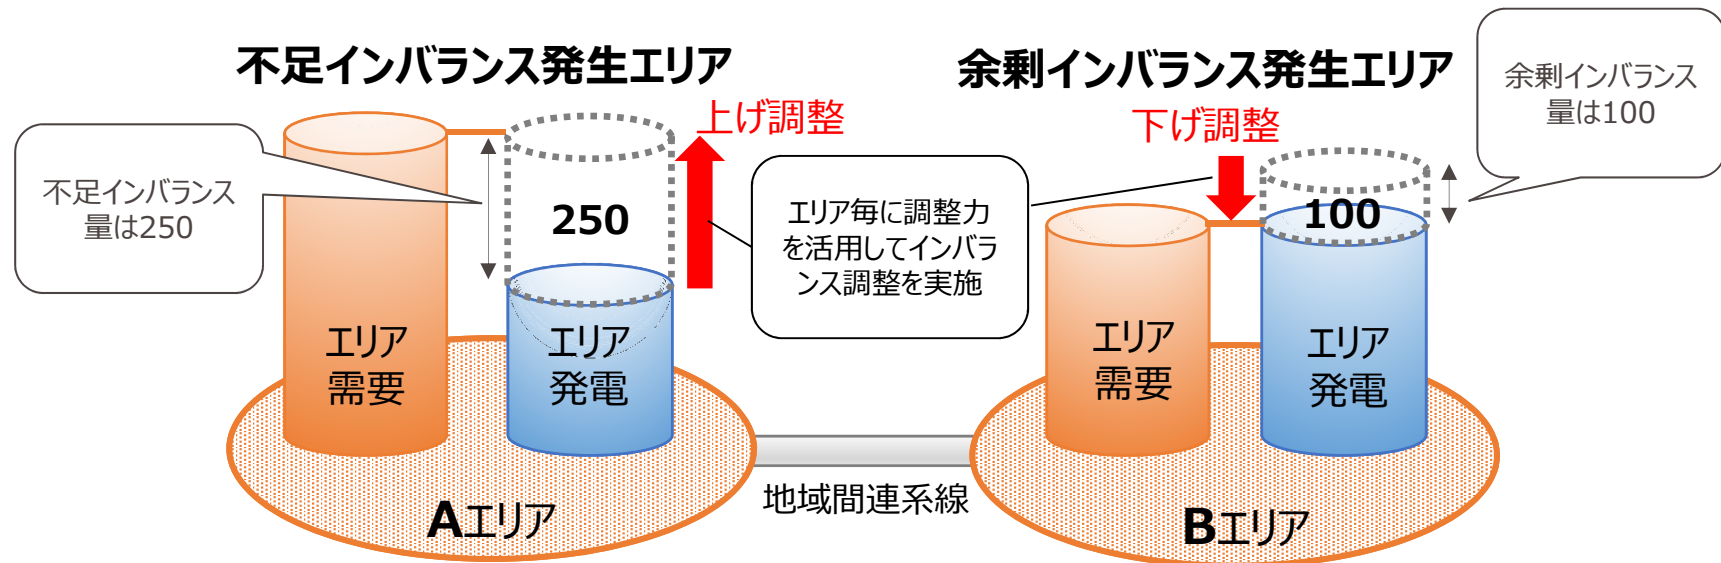 不足インバランス発生エリア
余剰インバランス発生エリア
余剰インバランス
量は100
上げ調整
下げ調整
不足インバランス
量は250
250
エリア毎に調整力
を活用してインバラ
ンス調整を実施
100
エリア
需要
エリア
発電
エリア
需要
エリア
発電
地域間連系線
Aエリア
Bエリア